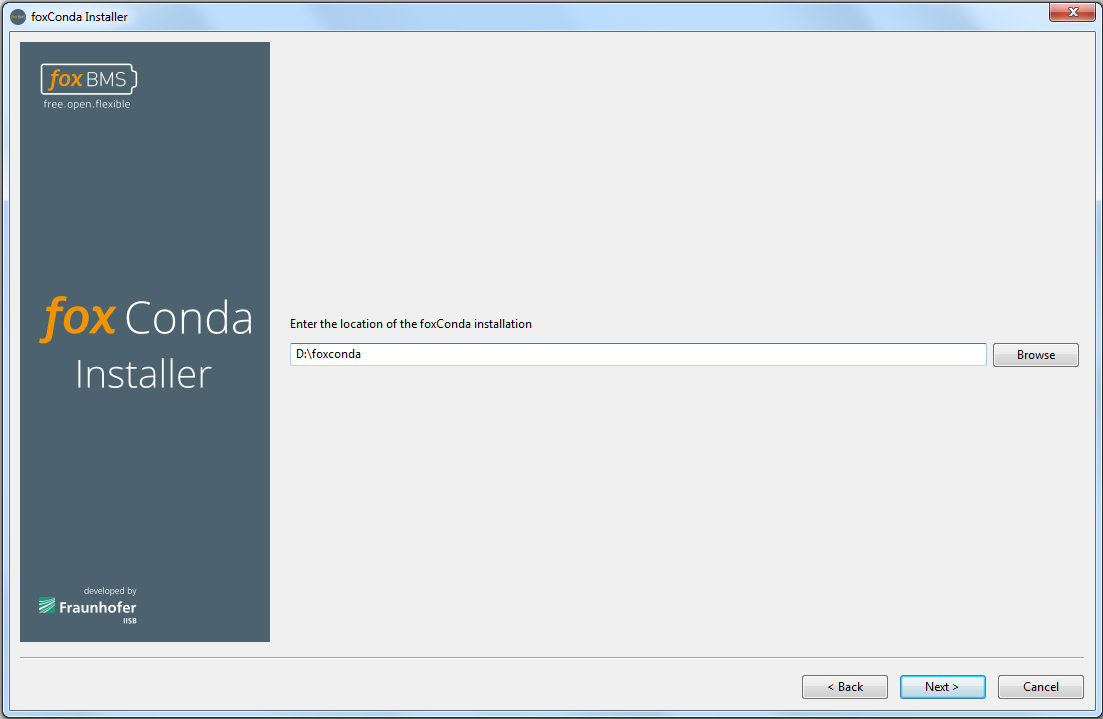 foxConda Installer
fox BMS
free.open.flexible
fox Conda
Installer
developed by
Fraunhofer
IISB
Enter the location of the foxConda installation
D:\foxconda
Browse
< Back
Next >
Cancel